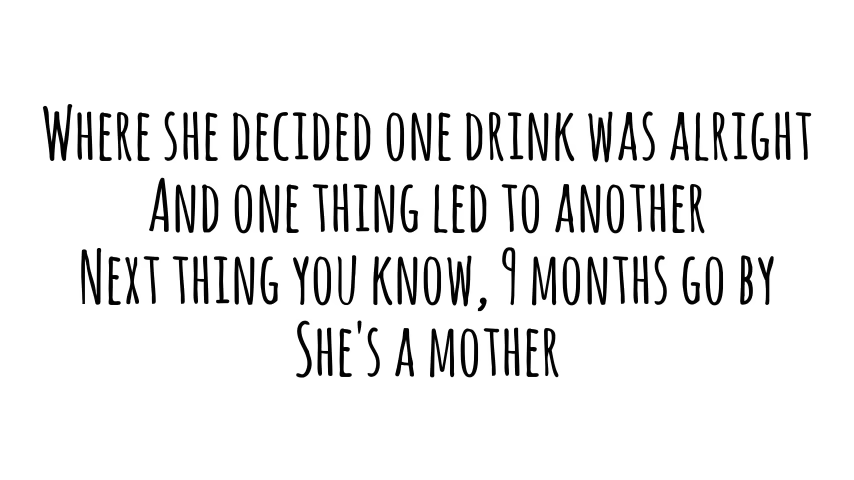 Where she decided one drink was alright
And one thing led to another
Next thing you know, 9 months go by
She's a mother